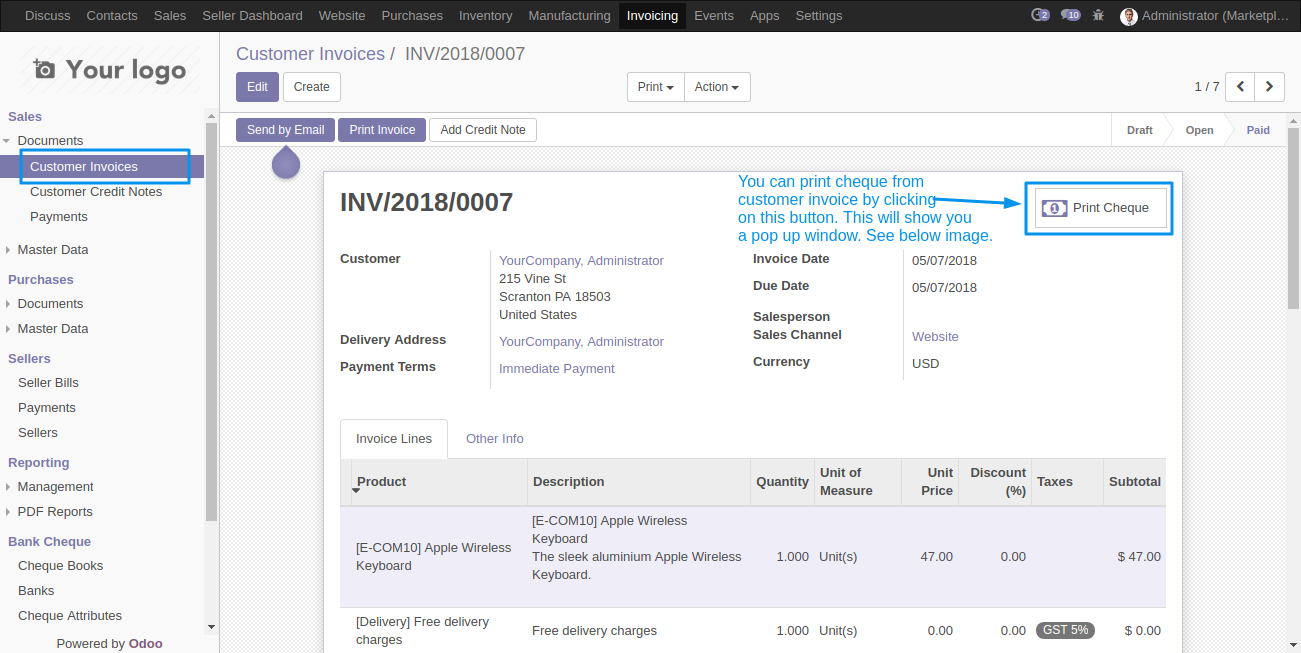 Discuss Contacts Sales Seller Dashboard Website Purchases Inventory Manufacturing Invoicing Events Apps Settings 2 10 Administrator (Marketpl...
Your logo
Sales
Documents
Customer Invoices
Customer Credit Notes
Payments
Master Data
Purchases
Documents
Master Data
Sellers
Seller Bills
Payments
Sellers
Reporting
Management
PDF Reports
Bank Cheque
Cheque Books
Banks
Cheque Attributes
Powered by Odoo
Customer Invoices / INV/2018/0007
Edit Create Print Action 1 / 7
Send by Email Print Invoice Add Credit Note Draft Open Paid
INV/2018/0007
You can print cheque from
customer invoice by clicking
on this button. This will show you
a pop up window. See below image.
1 Print Cheque
Customer
YourCompany, Administrator
215 Vine St
Scranton PA 18503
United States
Delivery Address YourCompany, Administrator
Payment Terms Immediate Payment
Invoice Date 05/07/2018
Due Date 05/07/2018
Salesperson
Sales Channel Website
Currency USD
Invoice Lines Other Info
Product Description Quantity Unit of Measure Unit Price Discount (%) Taxes Subtotal
[E-COM10] Apple Wireless
Keyboard
[E-COM10] Apple Wireless
Keyboard
The sleek aluminium Apple Wireless
Keyboard.
1.000 Unit(s) 47.00 0.00 $ 47.00
[Delivery] Free delivery
charges
Free delivery charges 1.000 Unit(s) 0.00 0.00 GST 5% $ 0.00